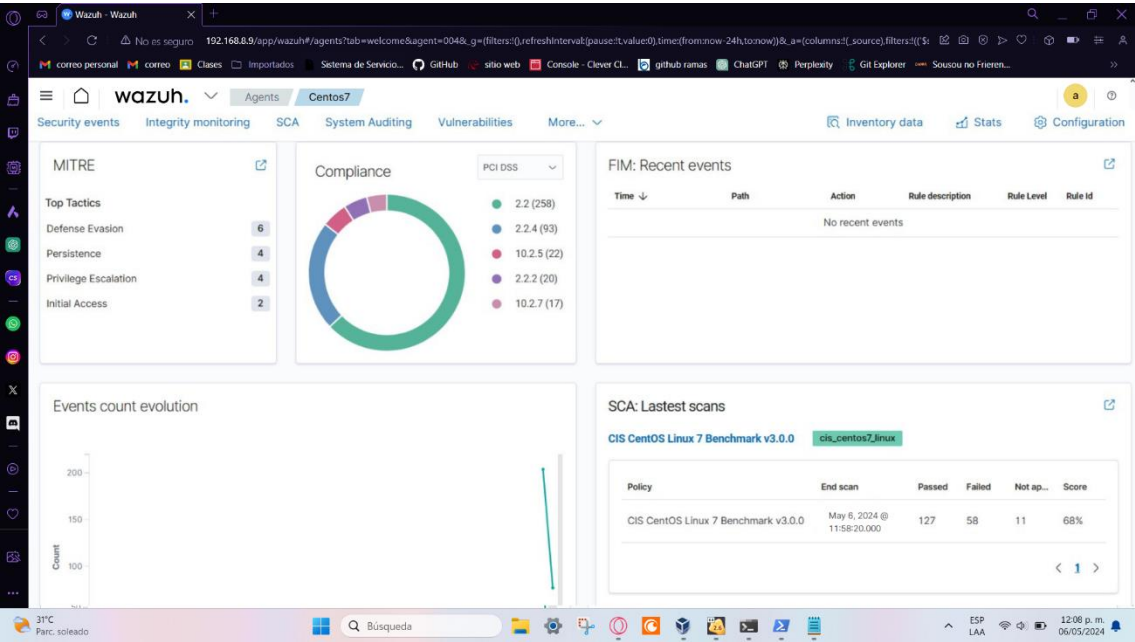 Wazuh - Wazuh
No es seguro 192.168.8.9/app/wazuh#/agents?tab=welcome&agent=004&_g=(filters:!(),refreshInterval:(pause:!t,value:0),time:(from:now-24h,to:now))&_a=(columns:!(_source),filters:!(('$
correo personal correo Clases Importados Sistema de Servicio... GitHub sitio web Console - Clever Cl... github ramas ChatGPT Perplexity Git Explorer Sousou no Frieren...
wazuh. Agents Centos7 a
Security events Integrity monitoring SCA System Auditing Vulnerabilities More... Inventory data Stats Configuration
MITRE
Top Tactics
Defense Evasion 6
Persistence 4
Privilege Escalation 4
Initial Access 2
Compliance PCI DSS
2.2 (258)
2.2.4 (93)
10.2.5 (22)
2.2.2 (20)
10.2.7 (17)
FIM: Recent events
Time Path Action Rule description Rule Level Rule Id
No recent events
Events count evolution
Count
200
150
100
SCA: Lastest scans
CIS CentOS Linux 7 Benchmark v3.0.0 cis_centos7_linux
Policy End scan Passed Failed Not ap... Score
CIS CentOS Linux 7 Benchmark v3.0.0 May 6, 2024 @ 11:58:20.000 127 58 11 68%
1
31°C
Parc. soleado
Búsqueda
ESP
LAA
12:08 p. m.
06/05/2024